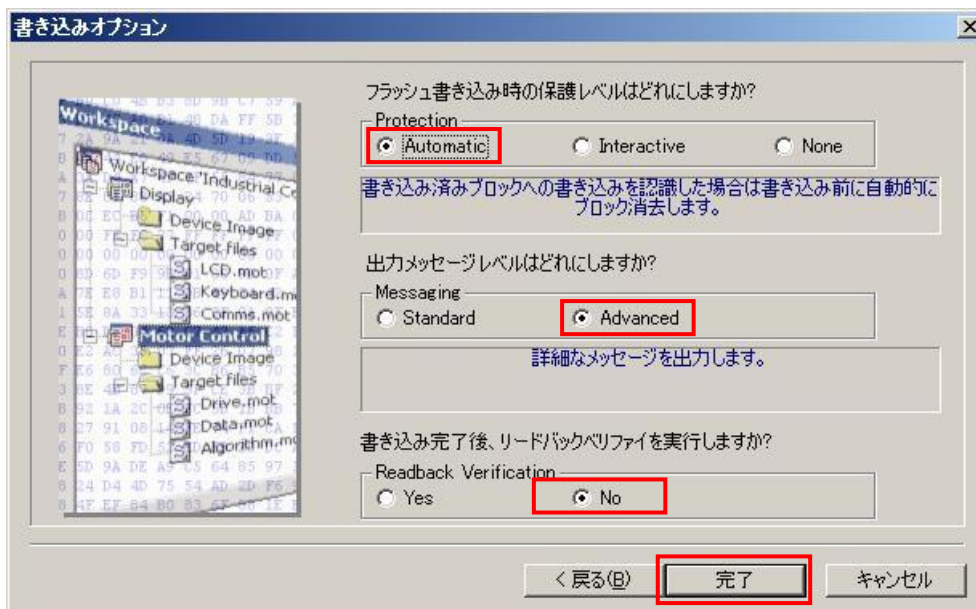 書き込みオプション
フラッシュ書き込み時の保護レベルはどれにしますか?
Protection
Automatic
Interactive
None
書き込み済みブロックへの書き込みを認識した場合は書き込み前に自動的に
ブロック消去します。
出力メッセージレベルはどれにしますか?
Messaging
Standard
Advanced
詳細なメッセージを出力します。
書き込み完了後、リードバックベリファイを実行しますか?
Readback Verification
Yes
No
< 戻る(B)
完了
キャンセル
Workspace
Workspace "Industrial Co
Display
Device Image
Target files
LCD.mot
Keyboard.m
Comms.mot
Motor Control
Device Image
Target files
Drive.mot
Data.mot
Algorithm.mo